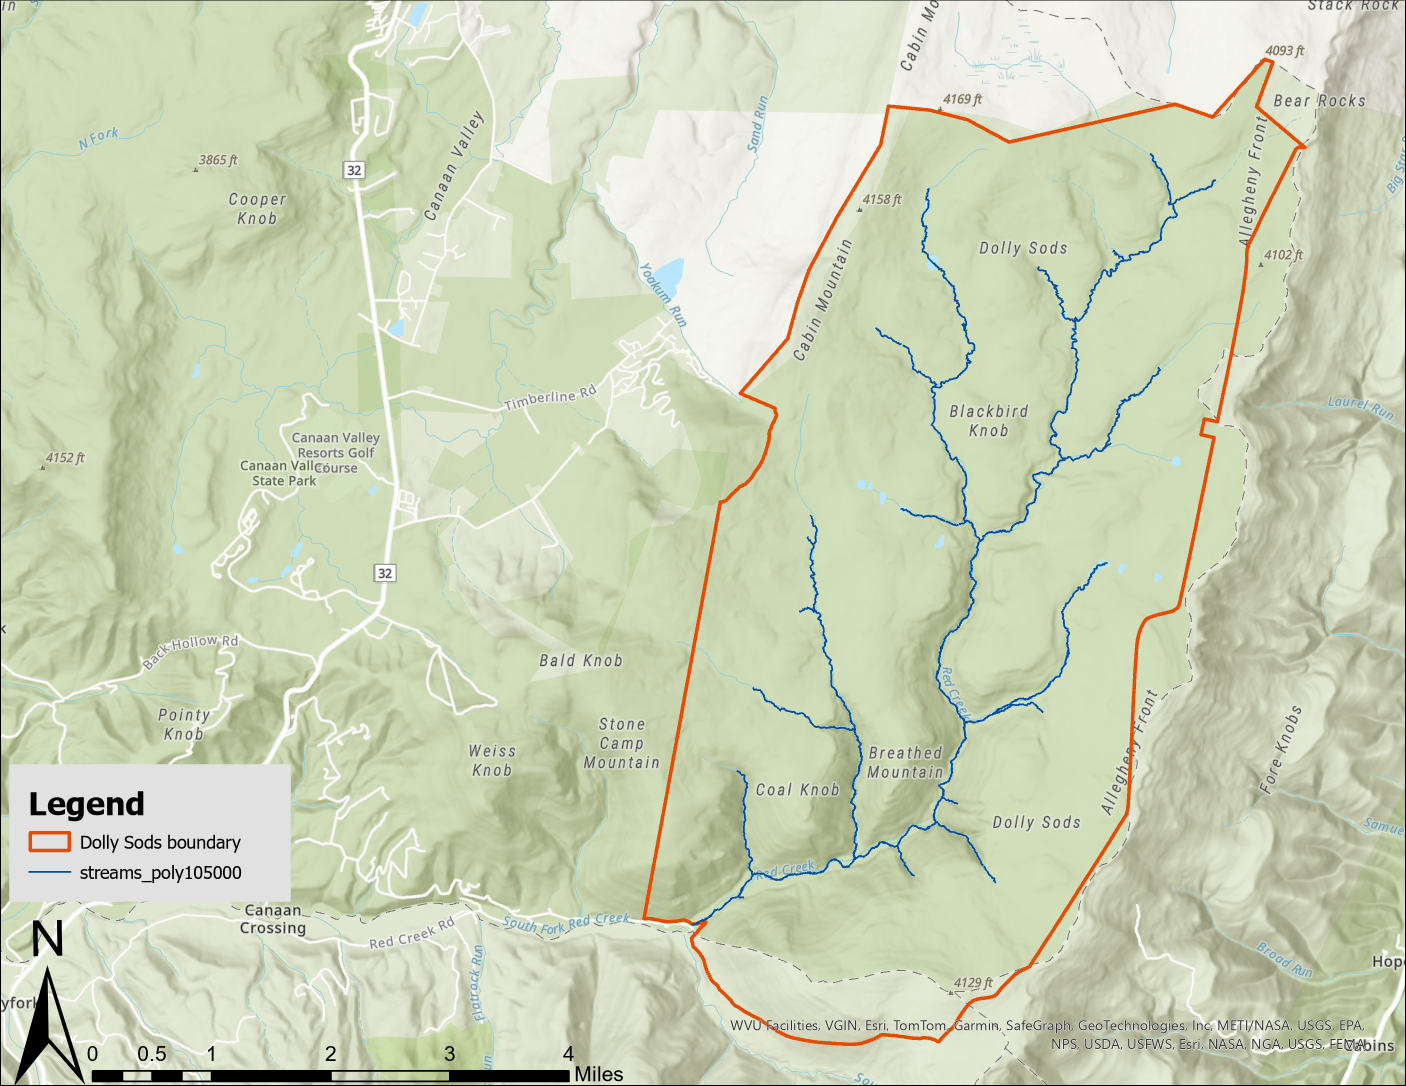 in
Cabin Mo
Stack Rock
4093 ft
Bear Rocks
4169 ft
Sand Run
N Fork
3865 ft
32
Canaan Valley
Allegheny Front
Big Star
Cooper
Knob
4158 ft
Dolly Sods
4102 ft
Cabin Mountain
Yoakum Run
Timberline Rd
Blackbird
Knob
Laurel Run
Canaan Valley
Resorts Golf
Course
Canaan Vall
State Park
4152 ft
32
k
Back Hollow Rd
Bald Knob
Red Creek
Pointy
Knob
Stone
Camp
Mountain
Weiss
Knob
Breathed
Mountain
Allegheny Front
Fore Knobs
Coal Knob
Dolly Sods
Same
Legend
Dolly Sods boundary
streams_poly105000
Red Creek
Canaan
Crossing
Red Creek Rd
South Fork Red Creek
N
Flatrock Run
Broad Run
Hope
yfork
4129 ft
WVU Facilities, VGIN, Esri, TomTom, Garmin, SafeGraph, GeoTechnologies, Inc, METI/NASA, USGS, EPA,
NPS, USDA, USFWS, Esri, NASA, NGA, USGS, FEMA
Cabins
un
Sou
0 0.5 1 2 3 4
Miles